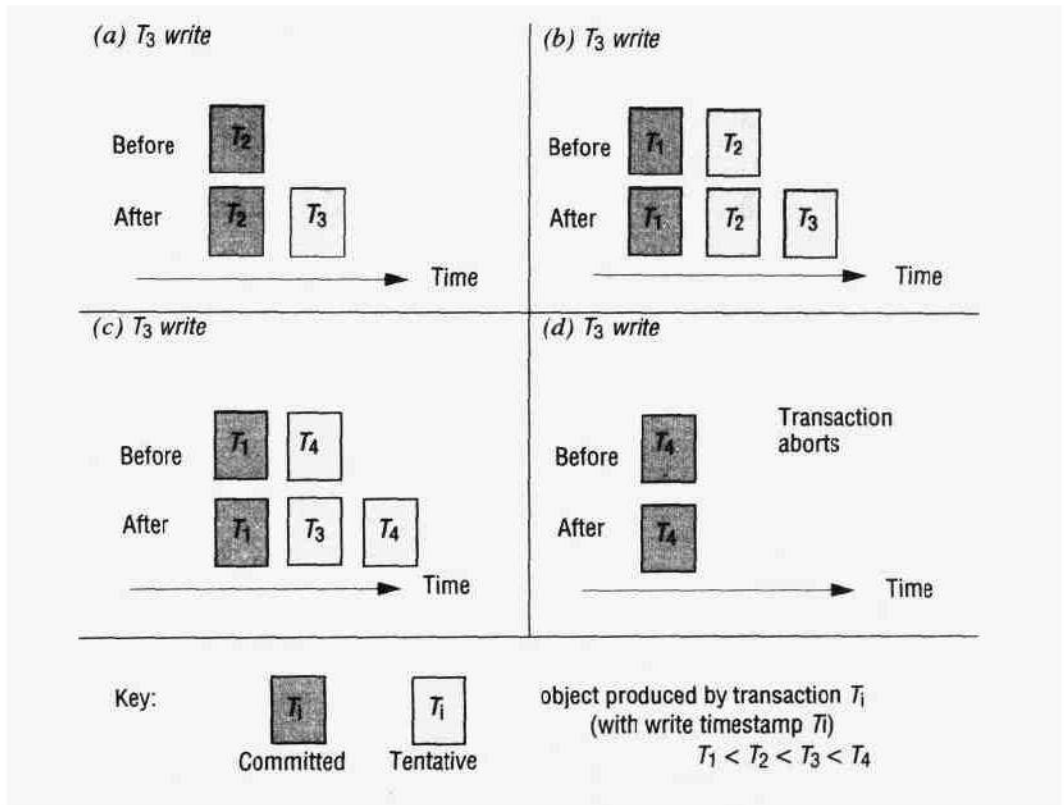 (a) T3 write
Before
T2
After
T2 T3
Time
(b) T3 write
Before
T1 T2
After
T1 T2 T3
Time
(c) T3 write
Before
T1 T4
After
T1 T3 T4
Time
(d) T3 write
Transaction
aborts
Before
T4
After
T4
Time
Key:
Ti
Committed
Ti
Tentative
object produced by transaction Ti
(with write timestamp Ti)
T1 < T2 < T3 < T4